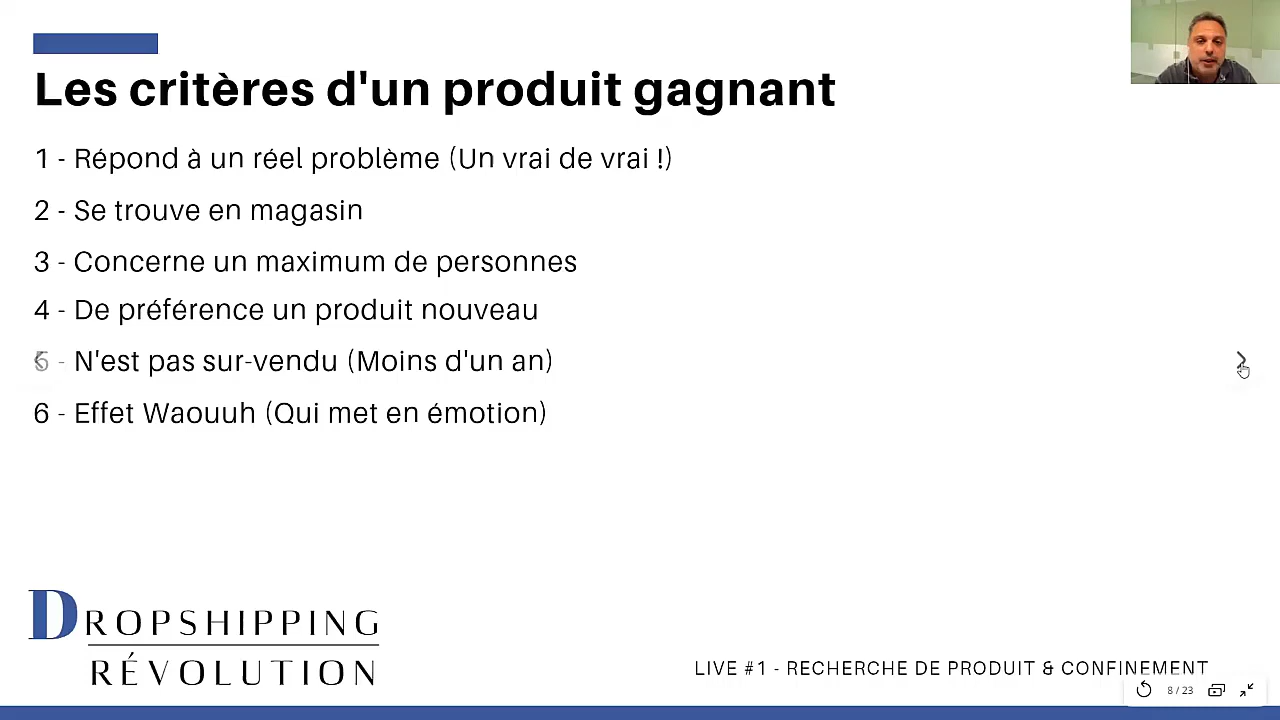 Les critères d'un produit gagnant
1 - Répond à un réel problème (Un vrai de vrai !)
2 - Se trouve en magasin
3 - Concerne un maximum de personnes
4 - De préférence un produit nouveau
5 - N'est pas sur-vendu (Moins d'un an)
6 - Effet Waouuh (Qui met en émotion)
DROPSHIPPING
RÉVOLUTION
LIVE #1 - RECHERCHE DE PRODUIT & CONFINEMENT
8 / 23